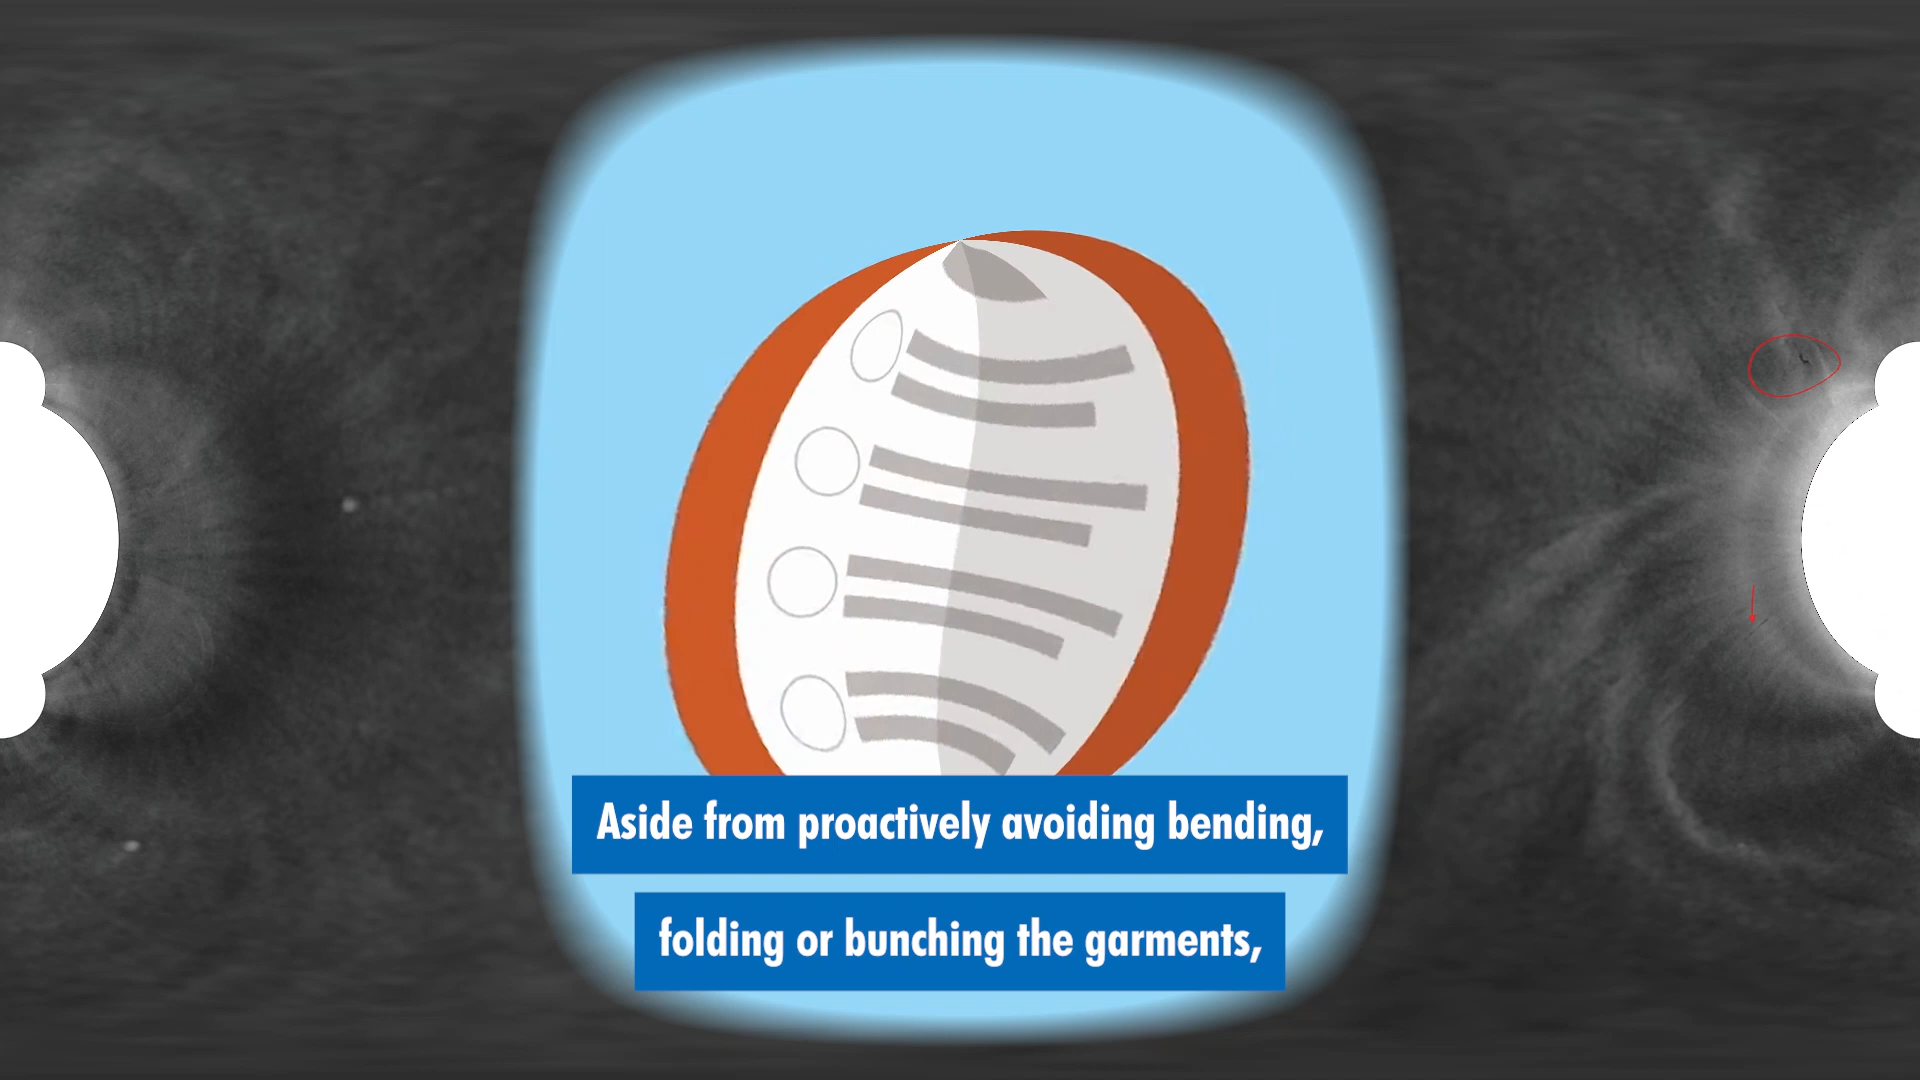 Aside from proactively avoiding bending,
folding or bunching the garments,